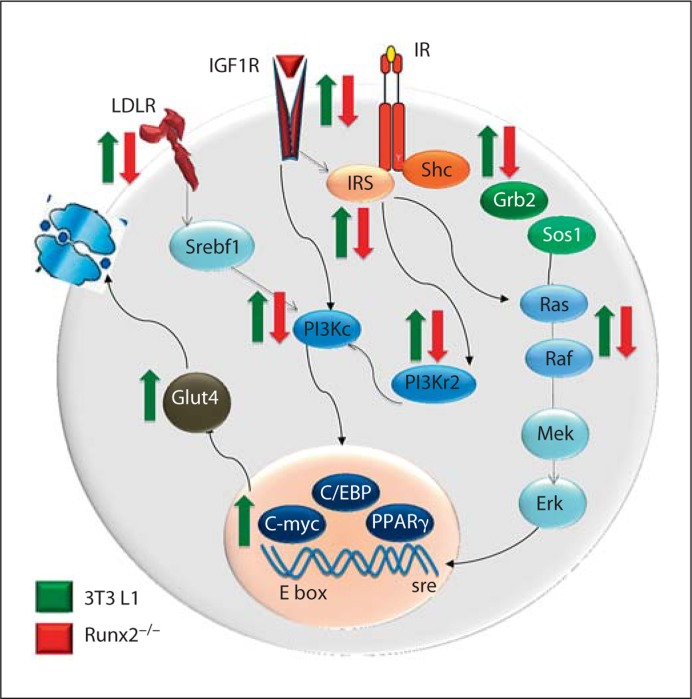 IGF1R
IR
LDLR
IRS
Shc
Grb2
Sos1
Srebf1
Ras
PI3Kc
Raf
PI3Kr2
Glut4
Mek
C/EBP
C-myc
PPARγ
Erk
E box
sre
3T3 L1
Runx2⁻/⁻